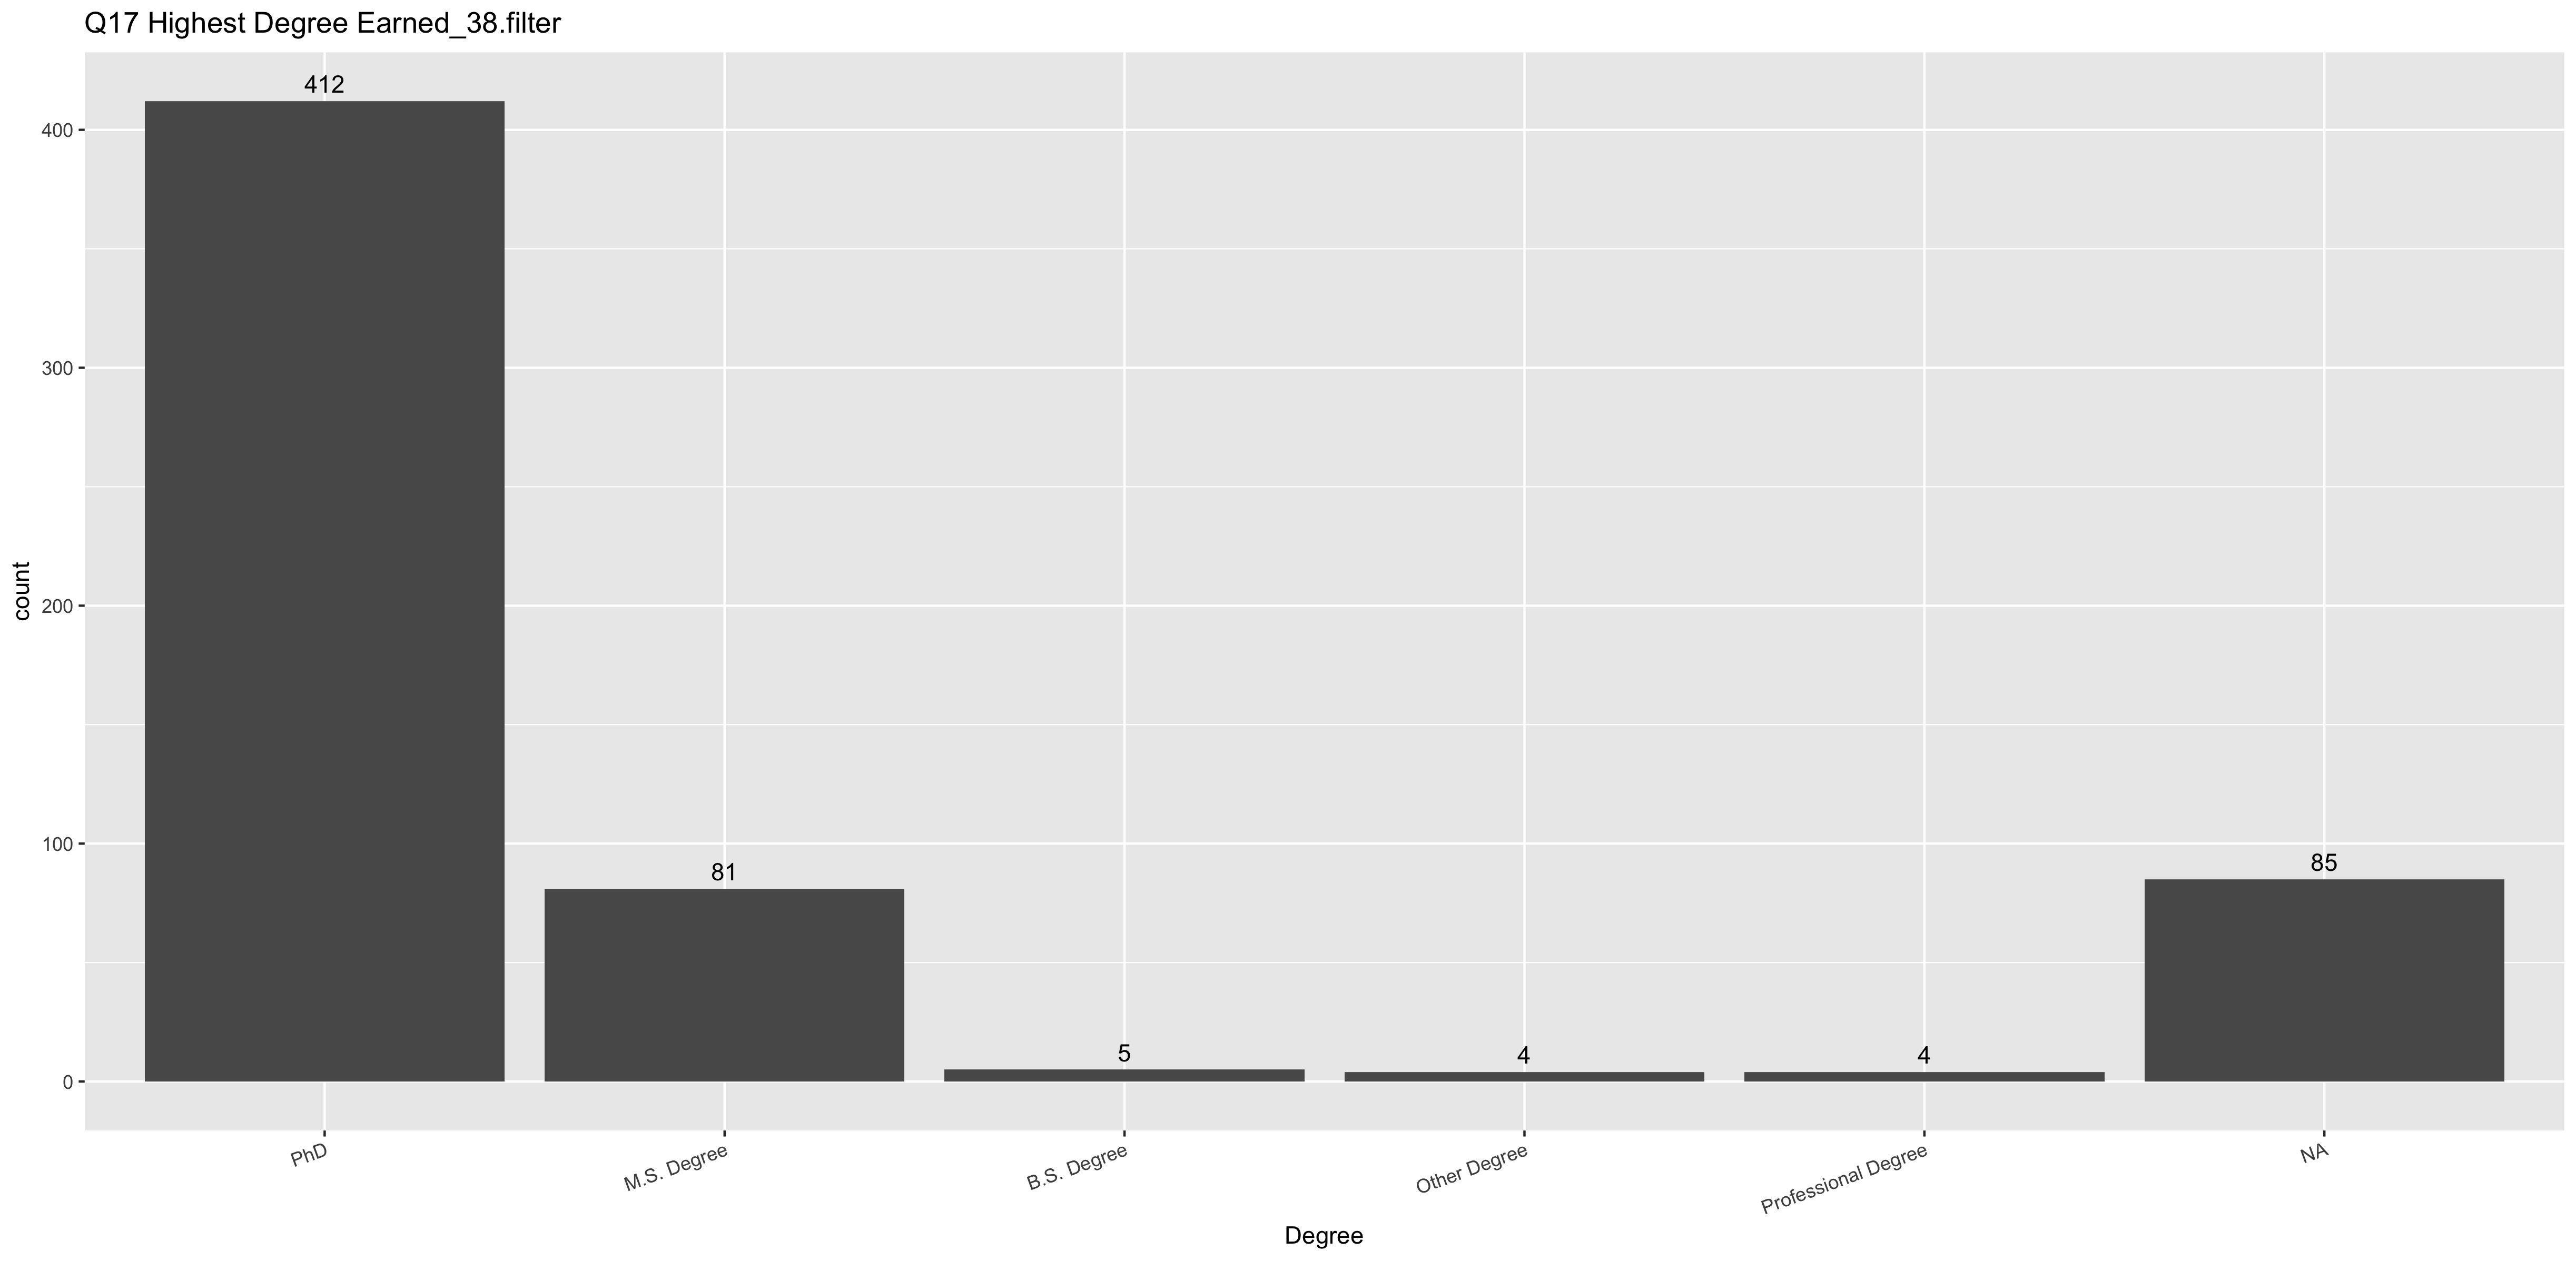 Q17 Highest Degree Earned_38.filter
412
81
5
4
4
85
400
300
200
100
0
count
PhD
M.S. Degree
B.S. Degree
Other Degree
Professional Degree
NA
Degree